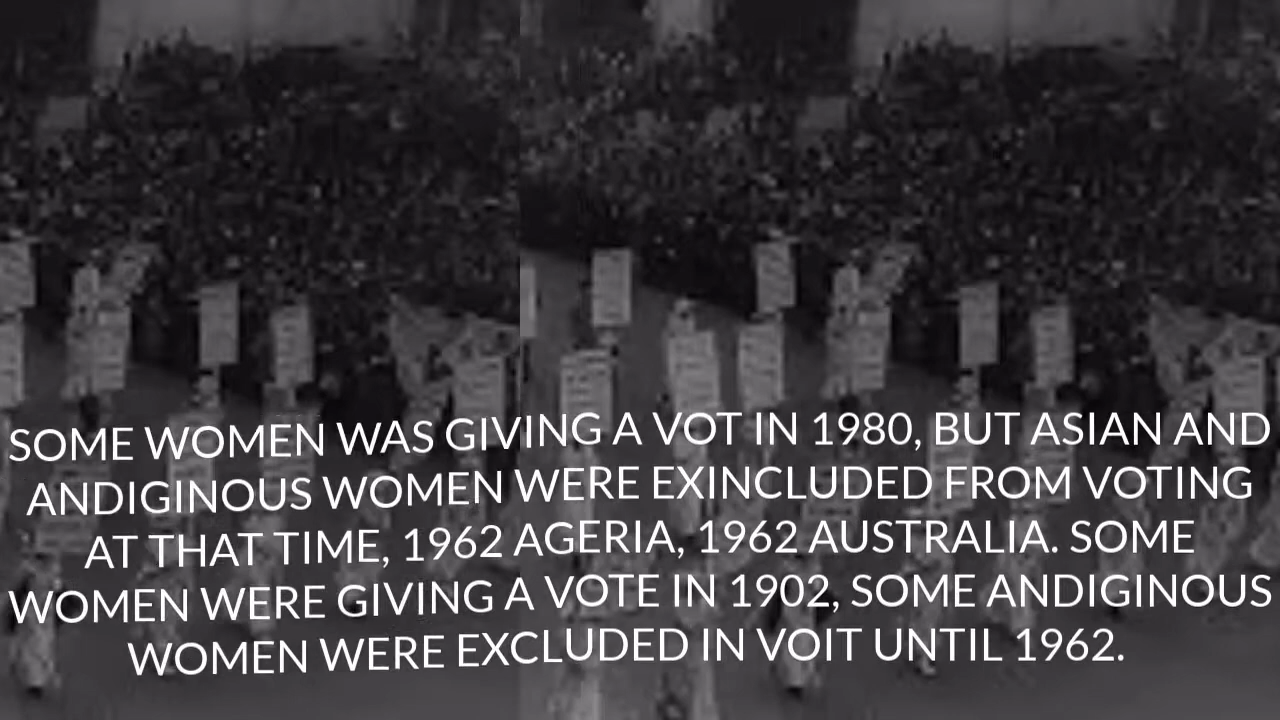 SOME WOMEN WAS GIVING A VOT IN 1980, BUT ASIAN AND
ANDIGINOUS WOMEN WERE EXINCLUDED FROM VOTING
AT THAT TIME, 1962 AGERIA, 1962 AUSTRALIA. SOME
WOMEN WERE GIVING A VOTE IN 1902, SOME ANDIGINOUS
WOMEN WERE EXCLUDED IN VOIT UNTIL 1962.